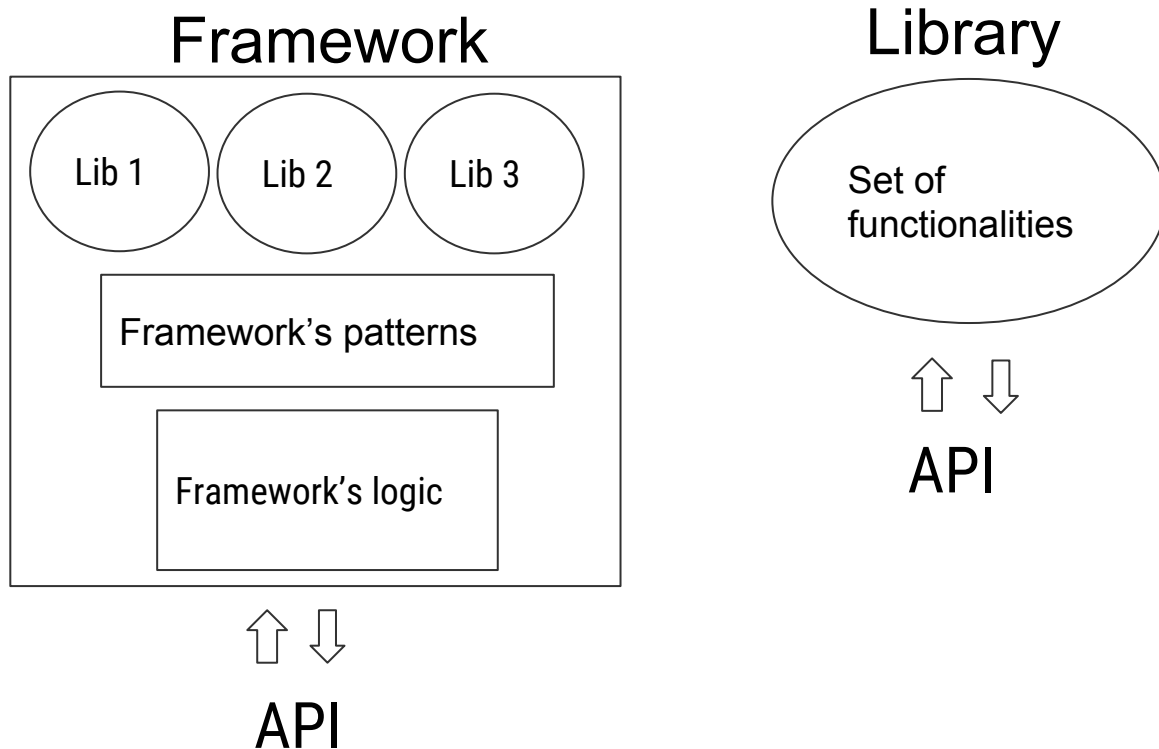 Framework
Lib 1
Lib 2
Lib 3
Framework's patterns
Framework’s logic
API
Library
Set of
functionalities
API